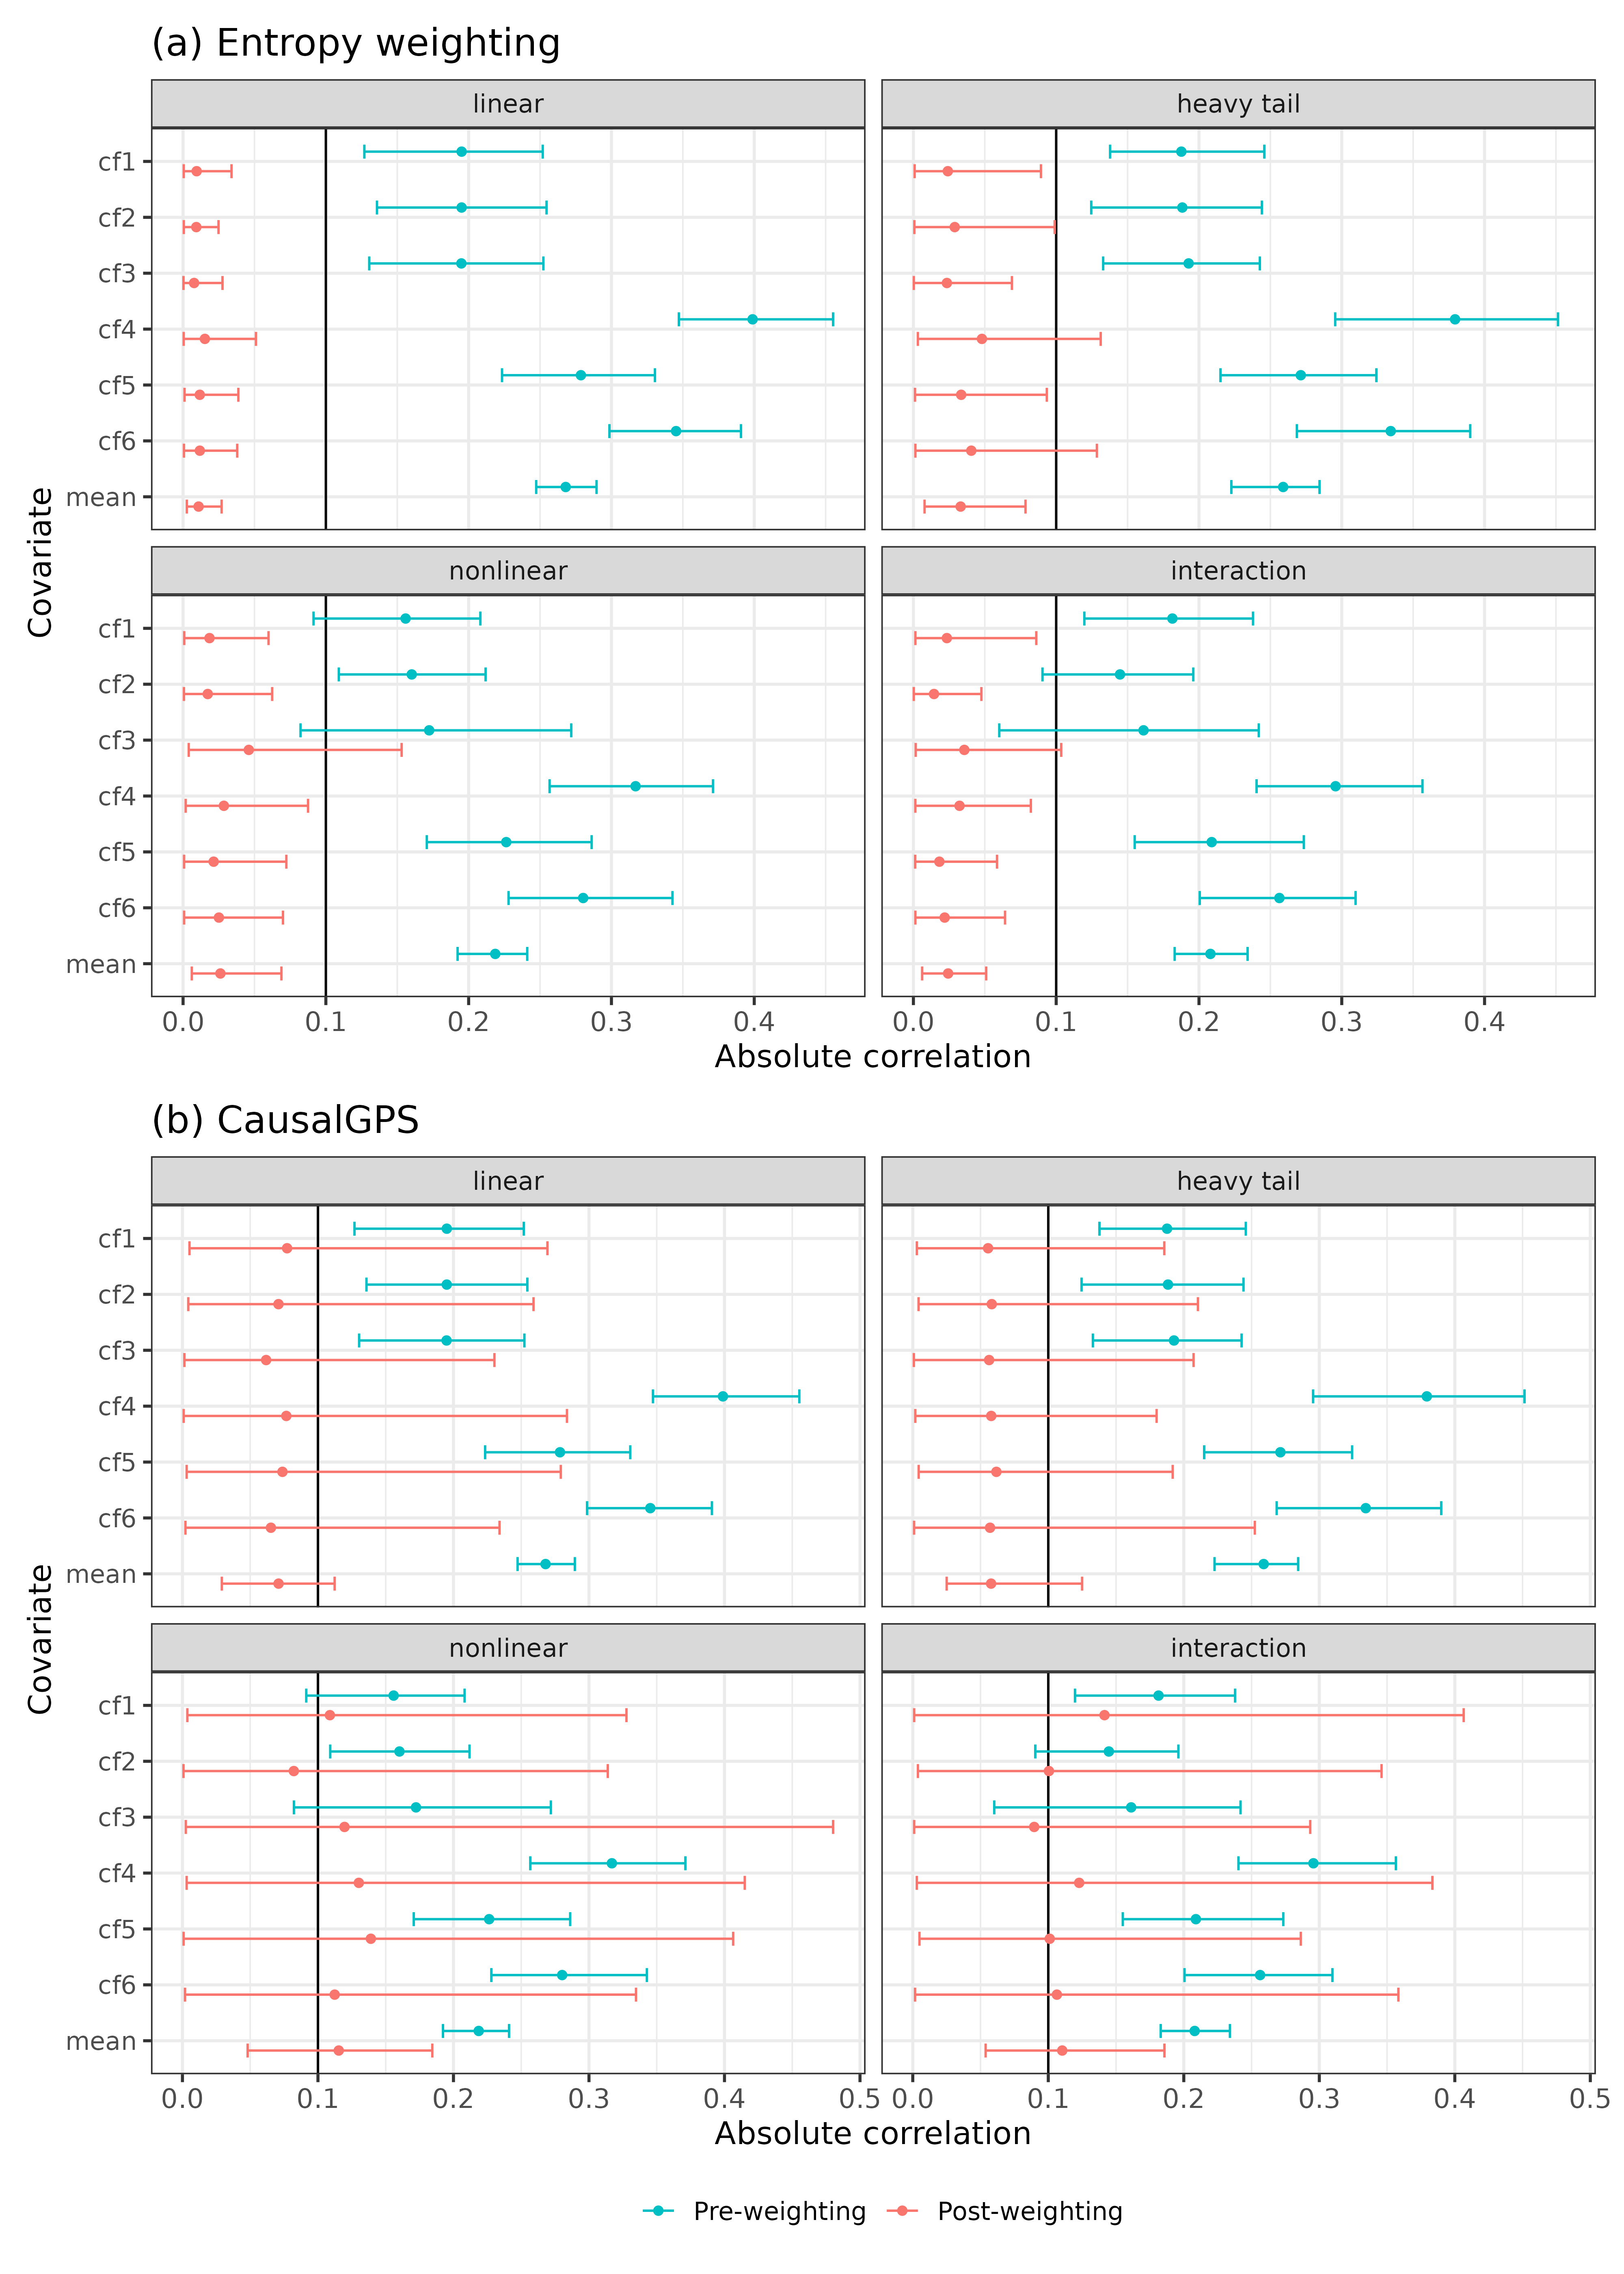 (a) Entropy weighting
linear
heavy tail
cf1
cf2
cf3
cf4
cf5
cf6
mean
nonlinear
interaction
cf1
cf2
cf3
cf4
cf5
cf6
mean
Covariate
0.0 0.1 0.2 0.3 0.4
0.0 0.1 0.2 0.3 0.4
Absolute correlation
(b) CausalGPS
linear
heavy tail
cf1
cf2
cf3
cf4
cf5
cf6
mean
nonlinear
interaction
cf1
cf2
cf3
cf4
cf5
cf6
mean
Covariate
0.0 0.1 0.2 0.3 0.4 0.5
0.0 0.1 0.2 0.3 0.4 0.5
Absolute correlation
Pre-weighting Post-weighting